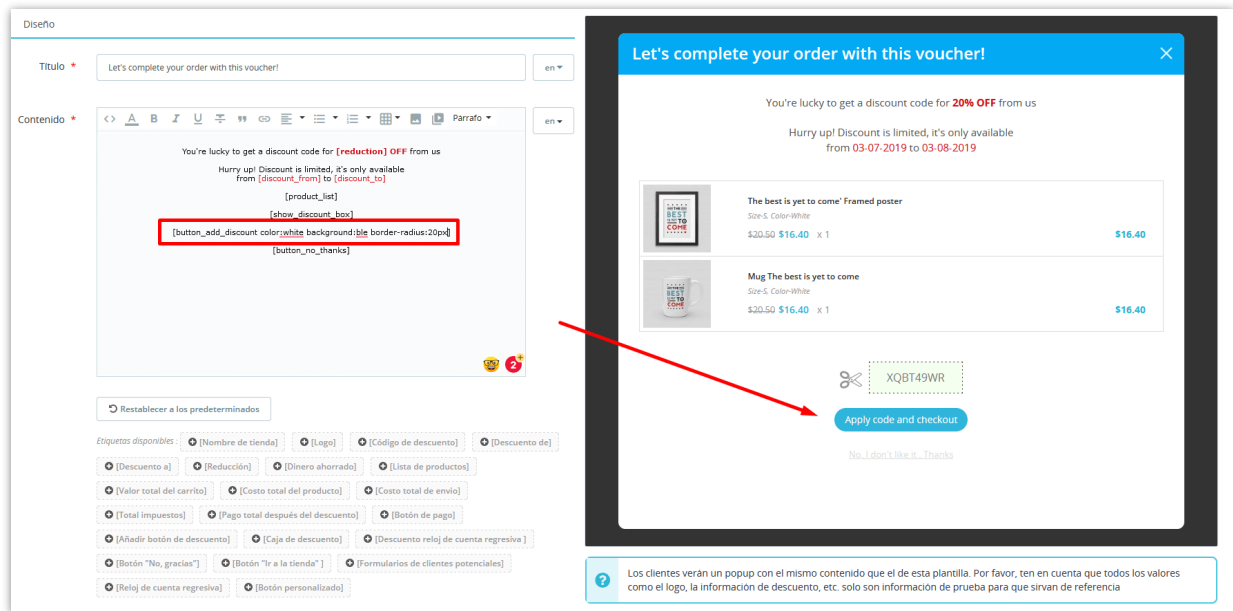 Diseño
Título *
Let's complete your order with this voucher!
en
Contenido *
Parrafo
en
You're lucky to get a discount code for [reduction] OFF from us
Hurry up! Discount is limited, it's only available
from [discount_from] to [discount_to]
[product_list]
[show_discount_box]
[button_add_discount color:white background:ble border-radius:20px]
[button_no_thanks]
2
Restablecer a los predeterminados
Etiquetas disponibles : [Nombre de tienda] [Logo] [Código de descuento] [Descuento de]
[Descuento a] [Reducción] [Dinero ahorrado] [Lista de productos]
[Valor total del carrito] [Costo total del producto] [Costo total de envio]
[Total impuestos] [Pago total después del descuento] [Botón de pago]
[Añadir botón de descuento] [Caja de descuento] [Descuento reloj de cuenta regresiva ]
[Botón "No, gracias"] [Botón "Ir a la tienda" ] [Formularios de clientes potenciales]
[Reloj de cuenta regresiva] [Botón personalizado]
Let's complete your order with this voucher!
You're lucky to get a discount code for 20% OFF from us
Hurry up! Discount is limited, it's only available
from 03-07-2019 to 03-08-2019
BEST
IS YET
TO
COME
The best is yet to come' Framed poster
Size-S, Color-White
$20.50 $16.40 x 1
$16.40
BEST
IS YET
TO
COME
Mug The best is yet to come
Size-S, Color-White
$20.50 $16.40 x 1
$16.40
XQBT49WR
Apply code and checkout
No, I don't like it . Thanks
Los clientes verán un popup con el mismo contenido que el de esta plantilla. Por favor, ten en cuenta que todos los valores
como el logo, la información de descuento, etc. solo son información de prueba para que sirvan de referencia